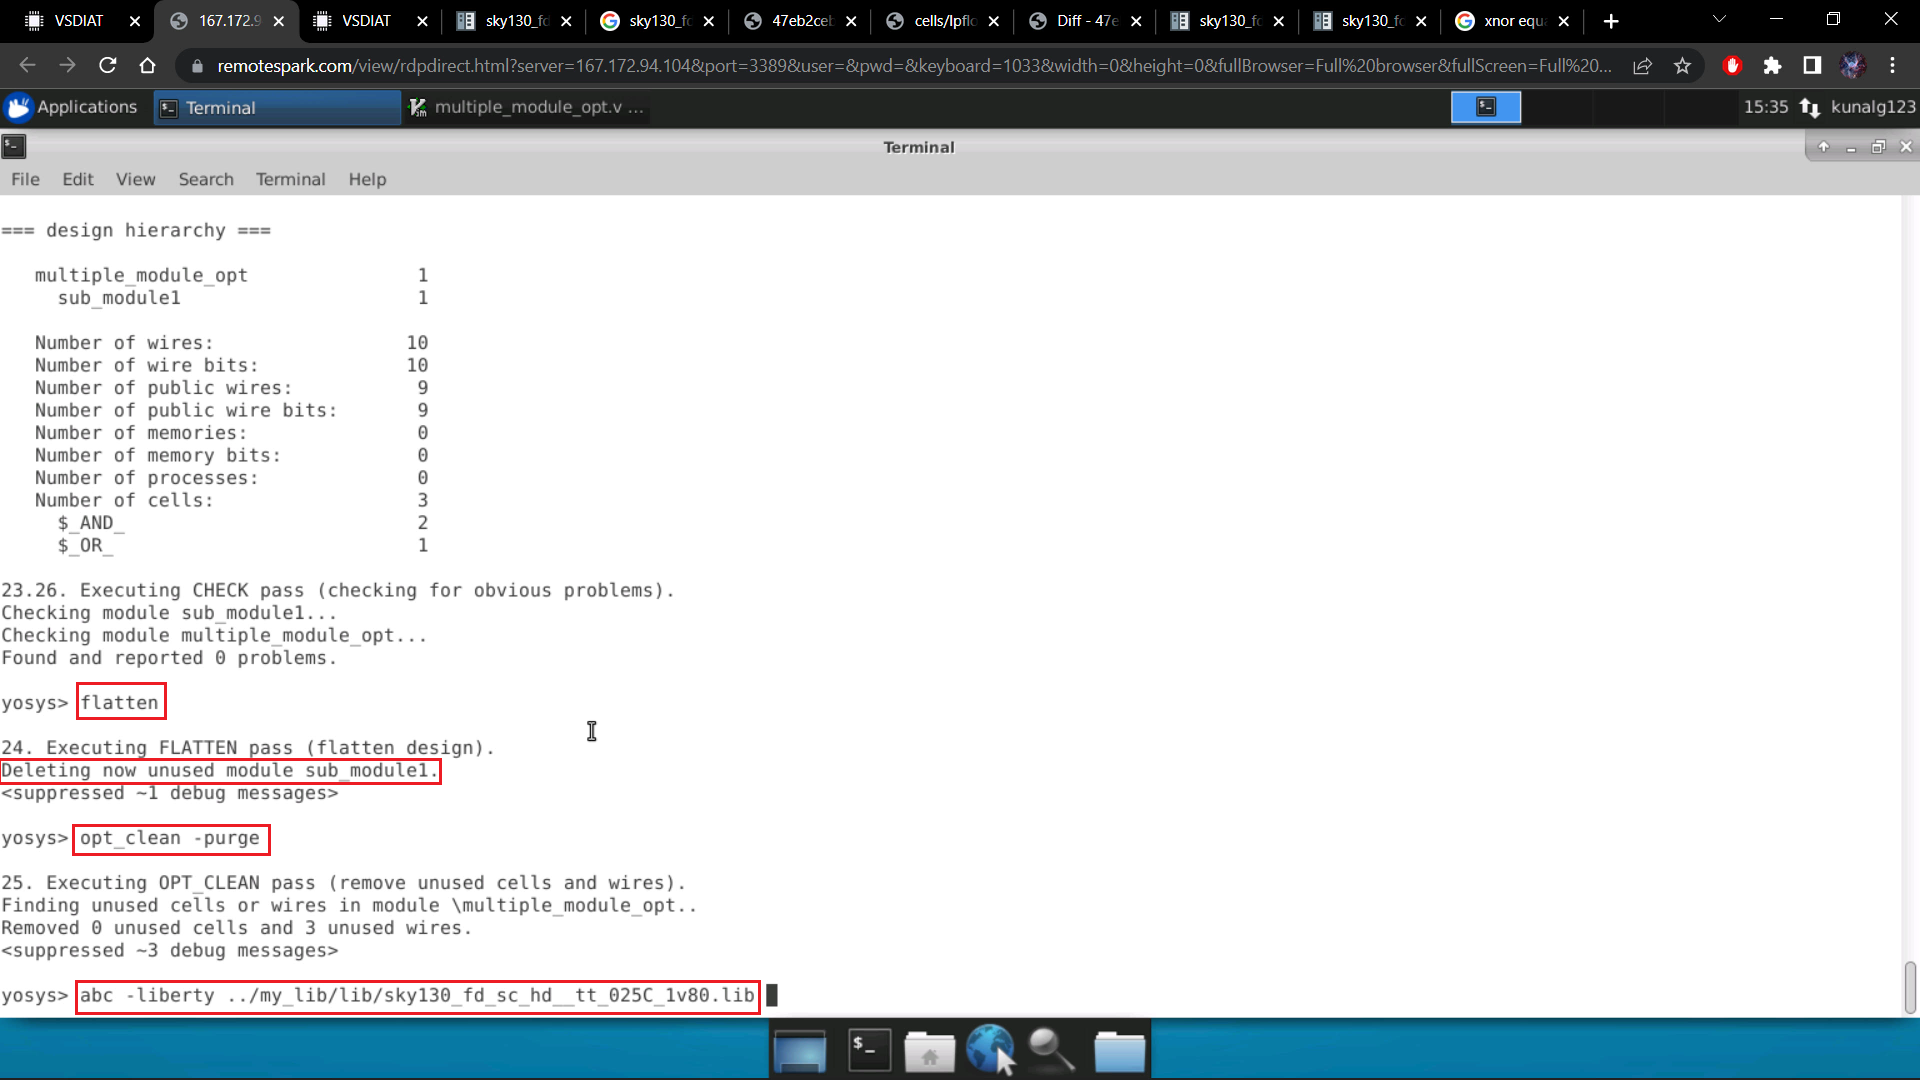 VSDIAT
167.172.9
VSDIAT
sky130_fd
sky130_fd
47eb2ceb
cells/lpflo
Diff - 47e
sky130_fd
sky130_fd
xnor equa
remotespark.com/view/rdpdirect.html?server=167.172.94.104&port=3389&user=&pwd=&keyboard=1033&width=0&height=0&fullBrowser=Full%20browser&fullScreen=Full%20...
Applications
Terminal
multiple_module_opt.v ...
15:35
kunalg123
Terminal
File Edit View Search Terminal Help
=== design hierarchy ===
multiple_module_opt 1
sub_module1 1
Number of wires: 10
Number of wire bits: 10
Number of public wires: 9
Number of public wire bits: 9
Number of memories: 0
Number of memory bits: 0
Number of processes: 0
Number of cells: 3
$_AND_ 2
$_OR_ 1
23.26. Executing CHECK pass (checking for obvious problems).
Checking module sub_module1...
Checking module multiple_module_opt...
Found and reported 0 problems.
yosys> flatten
24. Executing FLATTEN pass (flatten design).
Deleting now unused module sub_module1.
<suppressed ~1 debug messages>
yosys> opt_clean -purge
25. Executing OPT_CLEAN pass (remove unused cells and wires).
Finding unused cells or wires in module \multiple_module_opt..
Removed 0 unused cells and 3 unused wires.
<suppressed ~3 debug messages>
yosys> abc -liberty ../my_lib/lib/sky130_fd_sc_hd__tt_025C_1v80.lib